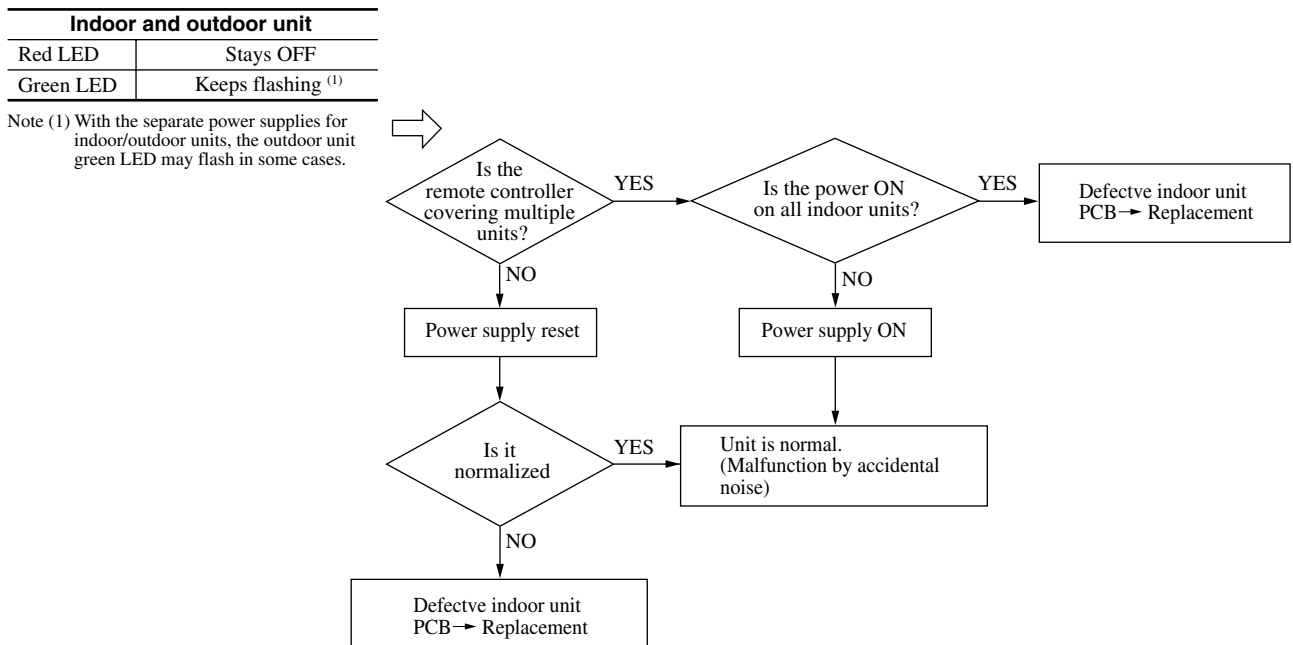 Indoor and outdoor unit
Red LED Stays OFF
Green LED Keeps flashing (1)
Note (1) With the separate power supplies for
indoor/outdoor units, the outdoor unit
green LED may flash in some cases.
Is the
remote controller
covering multiple
units?
YES
Is the power ON
on all indoor units?
YES
Defectve indoor unit
PCB→ Replacement
NO
NO
Power supply reset
Power supply ON
Is it
normalized
YES
Unit is normal.
(Malfunction by accidental
noise)
NO
Defectve indoor unit
PCB→ Replacement